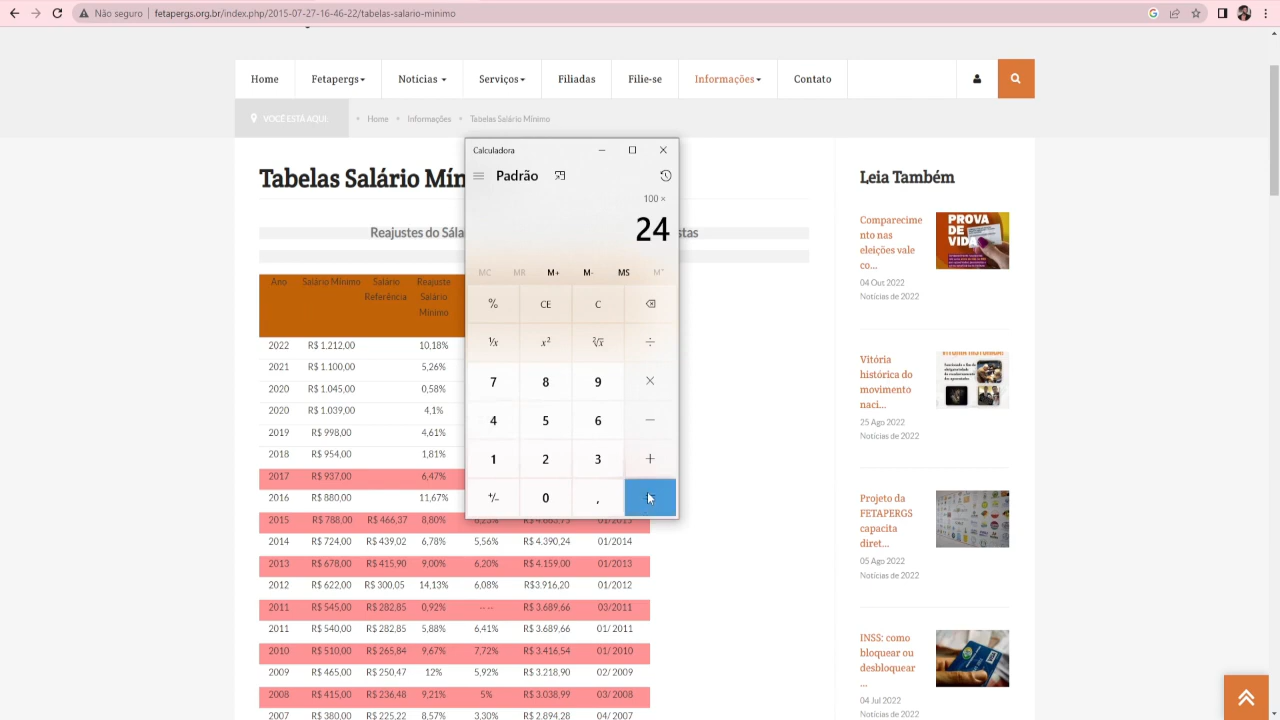 Não seguro
fetapergs.org.br/index.php/2015-07-27-16-46-22/tabelas-salario-minimo
Home
Fetapergs
Notícias
Serviços
Filiadas
Filie-se
Informações
Contato
VOCÊ ESTÁ AQUI:
Home
Informações
Tabelas Salário Mínimo
Tabelas Salário Mín
Reajustes do Sála
stas
Ano Salário Mínimo Salário Reajuste
Referência Salário
Mínimo
2022 R$ 1.212,00 10,18%
2021 R$ 1.100,00 5,26%
2020 R$ 1.045,00 0,58%
2020 R$ 1.039,00 4,1%
2019 R$ 998,00 4,61%
2018 R$ 954,00 1,81%
2017 R$ 937,00 6,47%
2016 R$ 880,00 11,67%
2015 R$ 788,00 R$ 466,37 8,80% 01/2015
2014 R$ 724,00 R$ 439,02 6,78% 5,56% R$ 4.390,24 01/2014
2013 R$ 678,00 R$ 415,90 9,00% 6,20% R$ 4.159,00 01/2013
2012 R$ 622,00 R$ 300,05 14,13% 6,08% R$3.916,20 01/2012
2011 R$ 545,00 R$ 282,85 0,92% -- -- R$ 3.689,66 03/2011
2011 R$ 540,00 R$ 282,85 5,88% 6,41% R$ 3.689,66 01/ 2011
2010 R$ 510,00 R$ 265,84 9,67% 7,72% R$ 3.416,54 01/ 2010
2009 R$ 465,00 R$ 250,47 12% 5,92% R$ 3.218,90 02/ 2009
2008 R$ 415,00 R$ 236,48 9,21% 5% R$ 3.038,99 03/ 2008
2007 R$ 380,00 R$ 225,22 8,57% 3,30% R$ 2.894,28 04/ 2007
Calculadora
Padrão
100 ×
24
MC MR M+ M- MS M˅
% CE C
¹/x x² ²√x ÷
7 8 9 ×
4 5 6 −
1 2 3 +
+/− 0 ,
Leia Também
Comparecime
nto nas
eleições vale
co...
04 Out 2022
Notícias de 2022
PROVA
DE
VIDA
Vitória
histórica do
movimento
naci...
25 Ago 2022
Notícias de 2022
Projeto da
FETAPERGS
capacita
diret...
05 Ago 2022
Notícias de 2022
INSS: como
bloquear ou
desbloquear
...
04 Jul 2022
Notícias de 2022